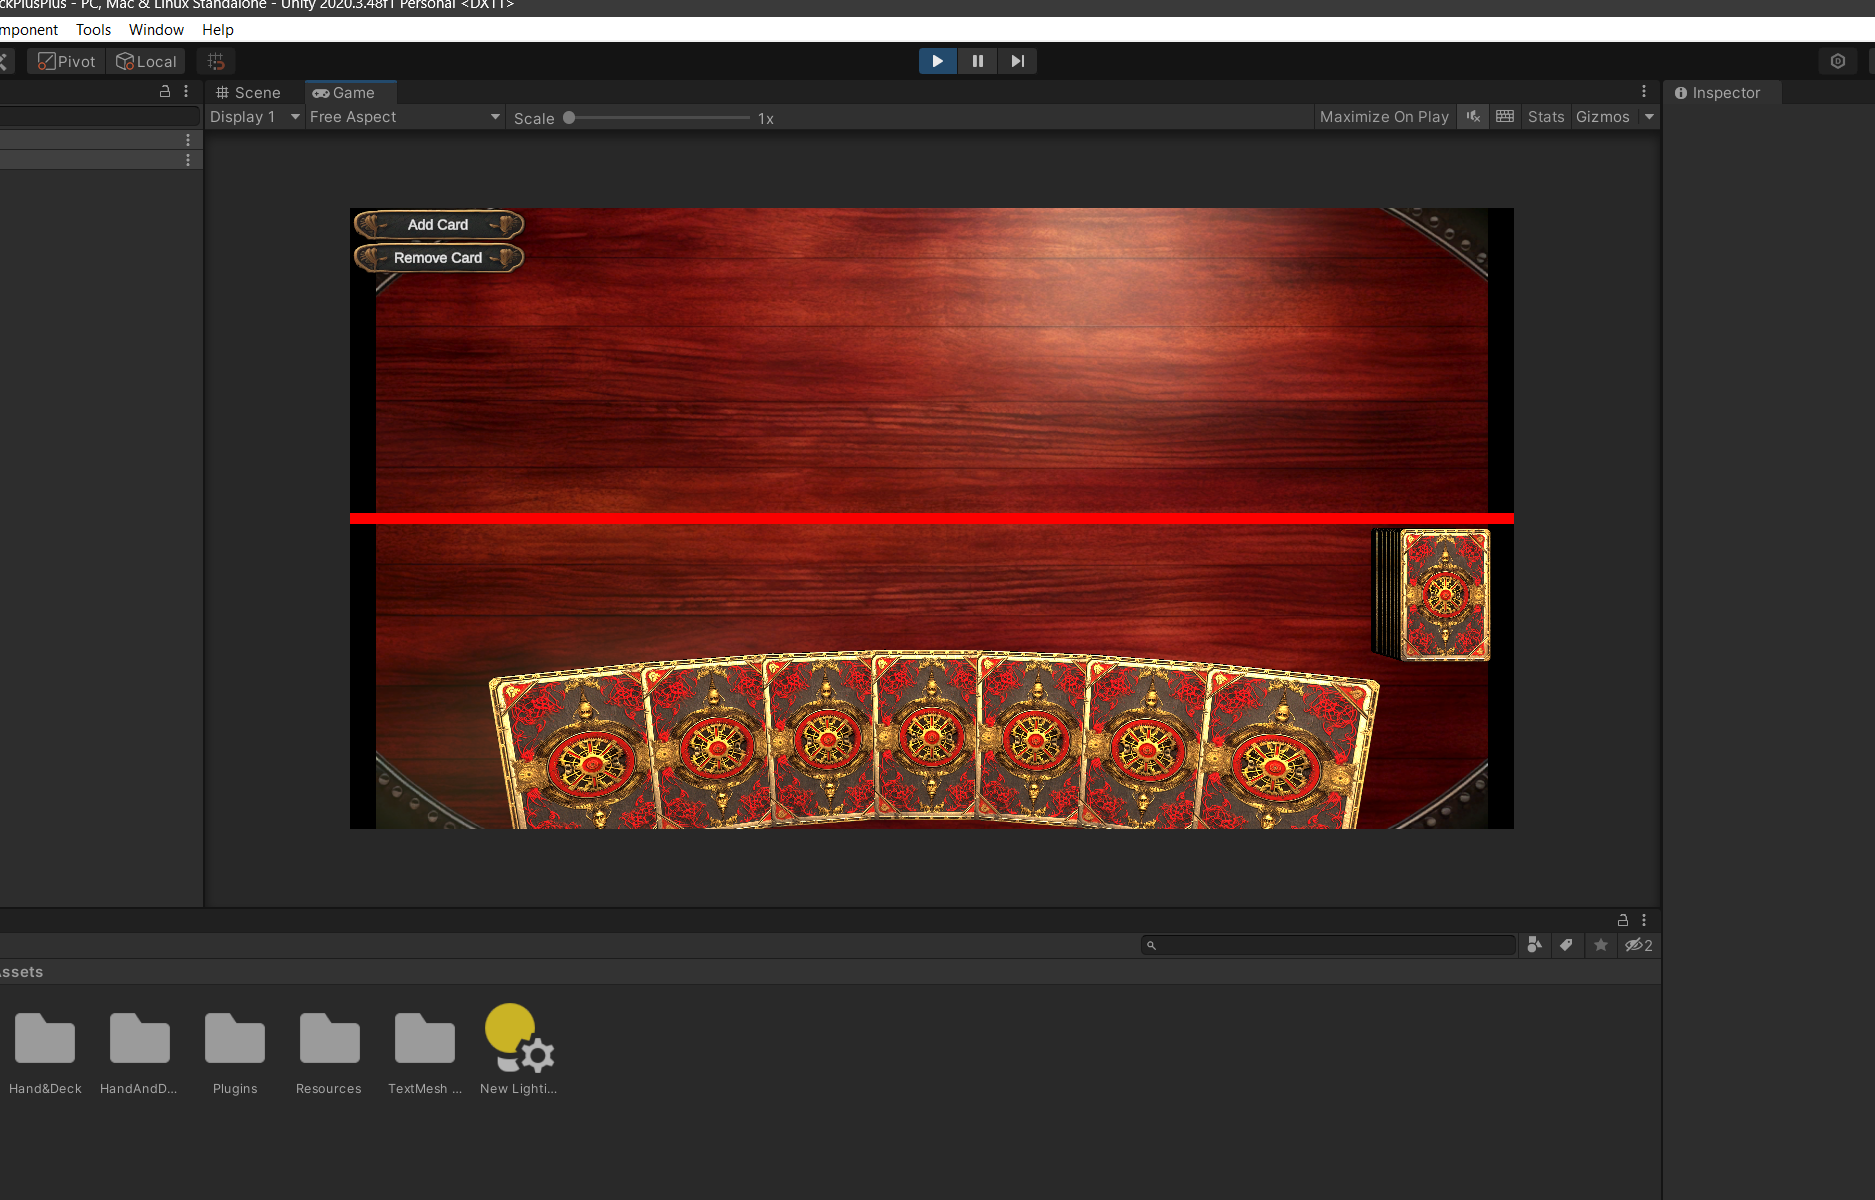 ckPlusPlus - PC, Mac & Linux Standalone - Unity 2020.3.48f1 Personal <DX11>
mponent Tools Window Help
Pivot Local
Scene Game
Inspector
Display 1 Free Aspect Scale 1x Maximize On Play Stats Gizmos
Add Card
Remove Card
2
Assets
Hand&Deck HandAndD... Plugins Resources TextMesh ... New Lighti...